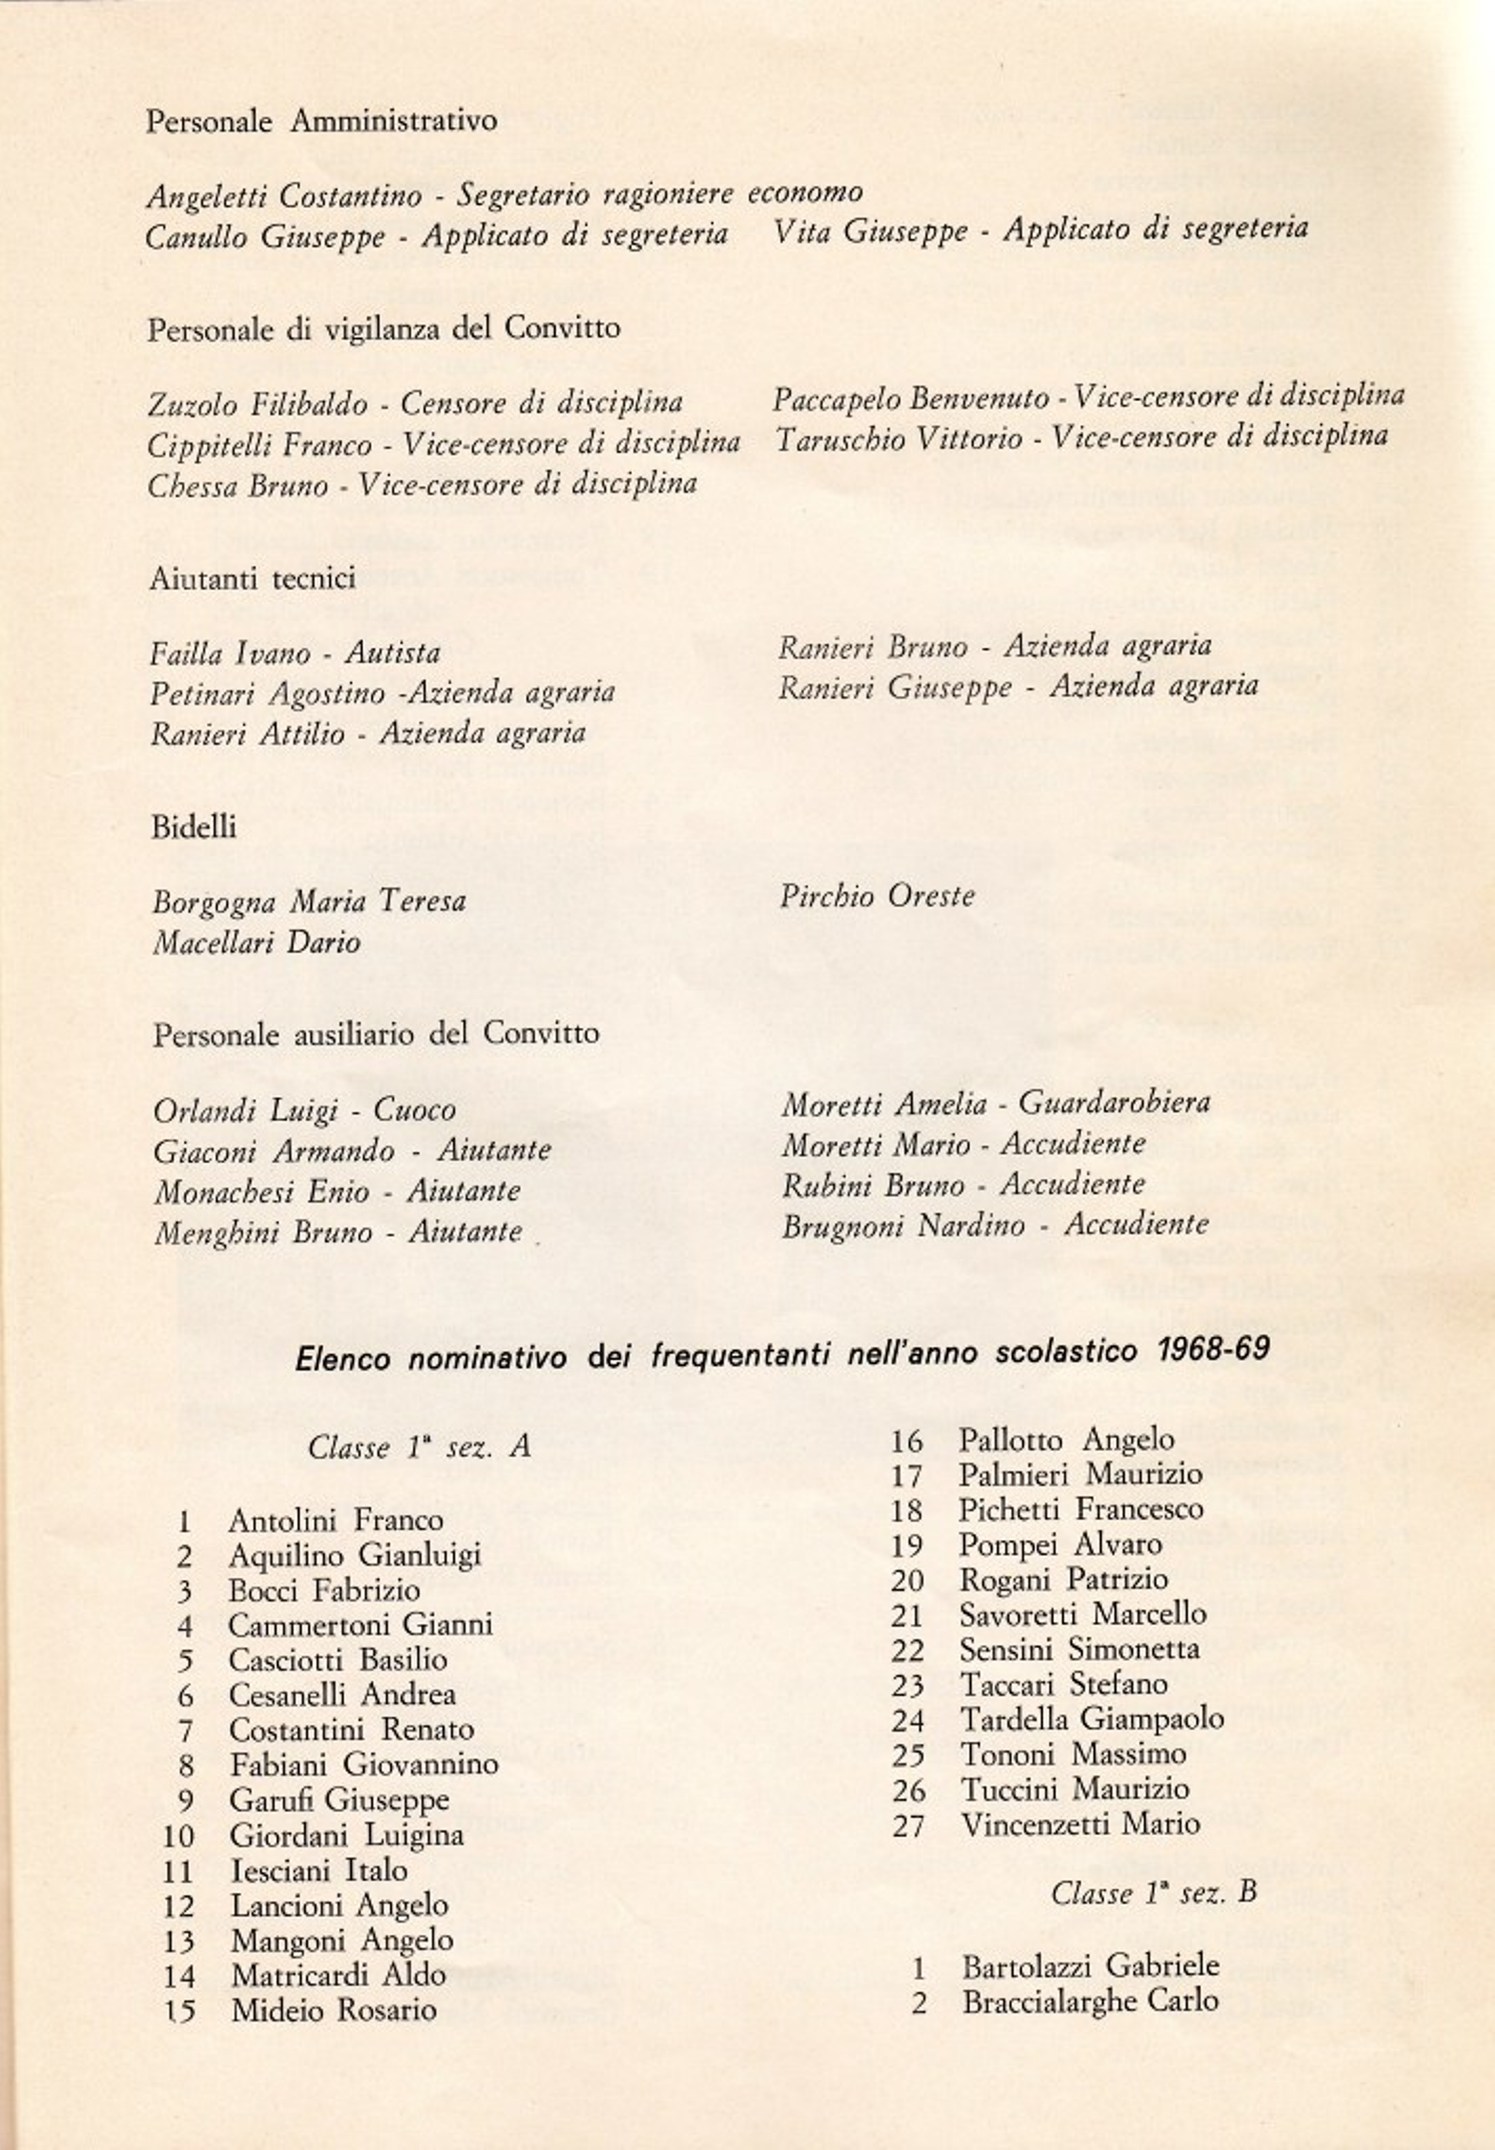 Personale Amministrativo
Angeletti Costantino - Segretario ragioniere economo
Canullo Giuseppe - Applicato di segreteria
Vita Giuseppe - Applicato di segreteria
Personale di vigilanza del Convitto
Zuzolo Filibaldo - Censore di disciplina
Cippitelli Franco - Vice-censore di disciplina
Chessa Bruno - Vice-censore di disciplina
Paccapelo Benvenuto - Vice-censore di disciplina
Taruschio Vittorio - Vice-censore di disciplina
Aiutanti tecnici
Failla Ivano - Autista
Petinari Agostino -Azienda agraria
Ranieri Attilio - Azienda agraria
Ranieri Bruno - Azienda agraria
Ranieri Giuseppe - Azienda agraria
Bidelli
Borgogna Maria Teresa
Macellari Dario
Pirchio Oreste
Personale ausiliario del Convitto
Orlandi Luigi - Cuoco
Giaconi Armando - Aiutante
Monachesi Enio - Aiutante
Menghini Bruno - Aiutante
Moretti Amelia - Guardarobiera
Moretti Mario - Accudiente
Rubini Bruno - Accudiente
Brugnoni Nardino - Accudiente
Elenco nominativo dei frequentanti nell'anno scolastico 1968-69
Classe 1ª sez. A
1 Antolini Franco
2 Aquilino Gianluigi
3 Bocci Fabrizio
4 Cammertoni Gianni
5 Casciotti Basilio
6 Cesanelli Andrea
7 Costantini Renato
8 Fabiani Giovannino
9 Garufi Giuseppe
10 Giordani Luigina
11 Iesciani Italo
12 Lancioni Angelo
13 Mangoni Angelo
14 Matricardi Aldo
15 Mideio Rosario
16 Pallotto Angelo
17 Palmieri Maurizio
18 Pichetti Francesco
19 Pompei Alvaro
20 Rogani Patrizio
21 Savoretti Marcello
22 Sensini Simonetta
23 Taccari Stefano
24 Tardella Giampaolo
25 Tononi Massimo
26 Tuccini Maurizio
27 Vincenzetti Mario
Classe 1ª sez. B
1 Bartolazzi Gabriele
2 Braccialarghe Carlo